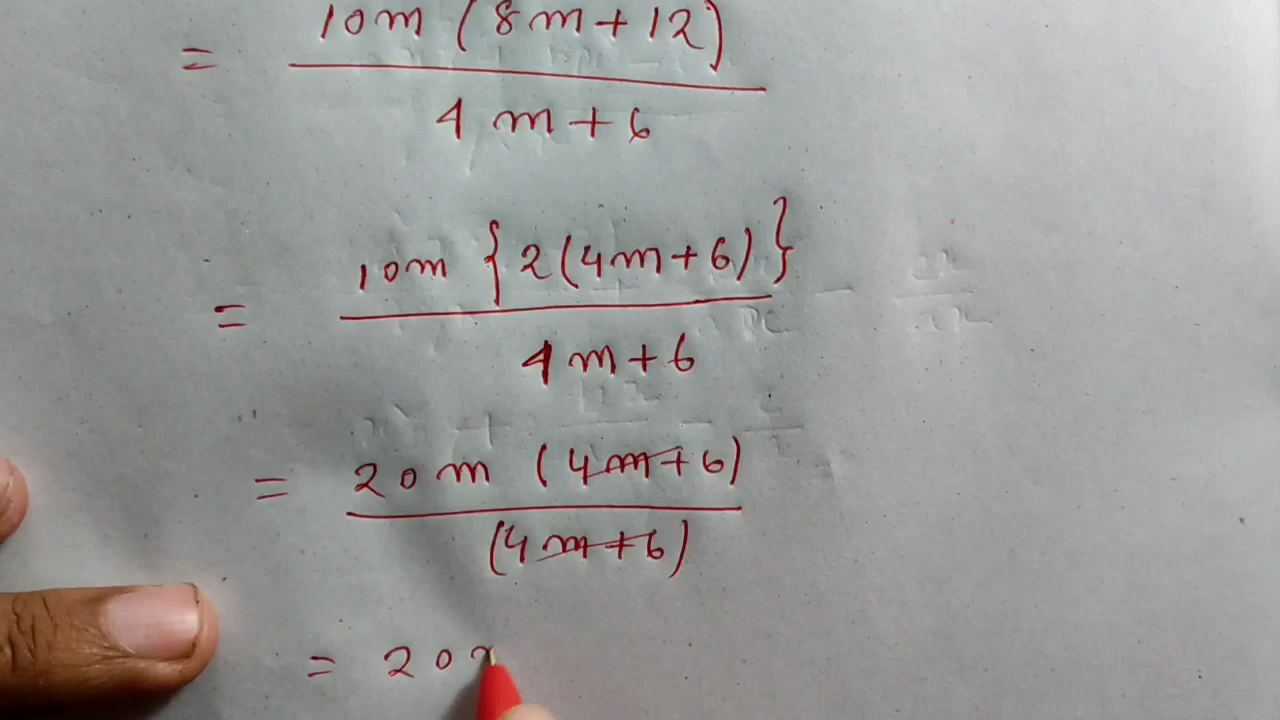 = 10m (8m+12)
4m+6
= 10m {2(4m+6)}
4m+6
= 20m (4m+6)
(4m+6)
= 20